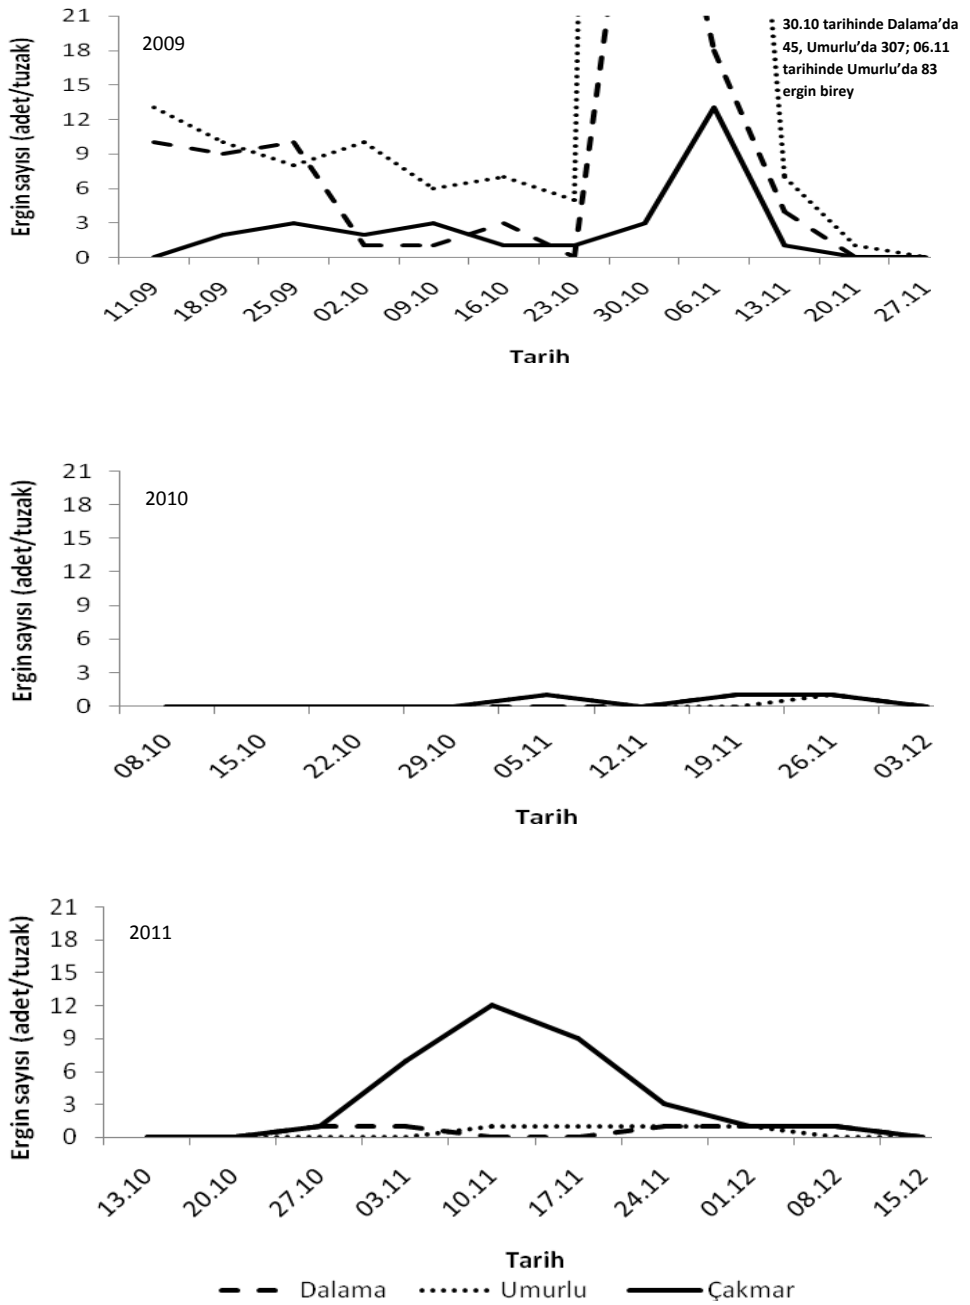 2009
30.10 tarihinde Dalama’da
45, Umurlu’da 307; 06.11
tarihinde Umurlu’da 83
ergin birey
Ergin sayısı (adet/tuzak)
21
18
15
12
9
6
3
0
11.09 18.09 25.09 02.10 09.10 16.10 23.10 30.10 06.11 13.11 20.11 27.11
Tarih
2010
Ergin sayısı (adet/tuzak)
21
18
15
12
9
6
3
0
08.10 15.10 22.10 29.10 05.11 12.11 19.11 26.11 03.12
Tarih
2011
Ergin sayısı (adet/tuzak)
21
18
15
12
9
6
3
0
13.10 20.10 27.10 03.11 10.11 17.11 24.11 01.12 08.12 15.12
Tarih
Dalama Umurlu Çakmar